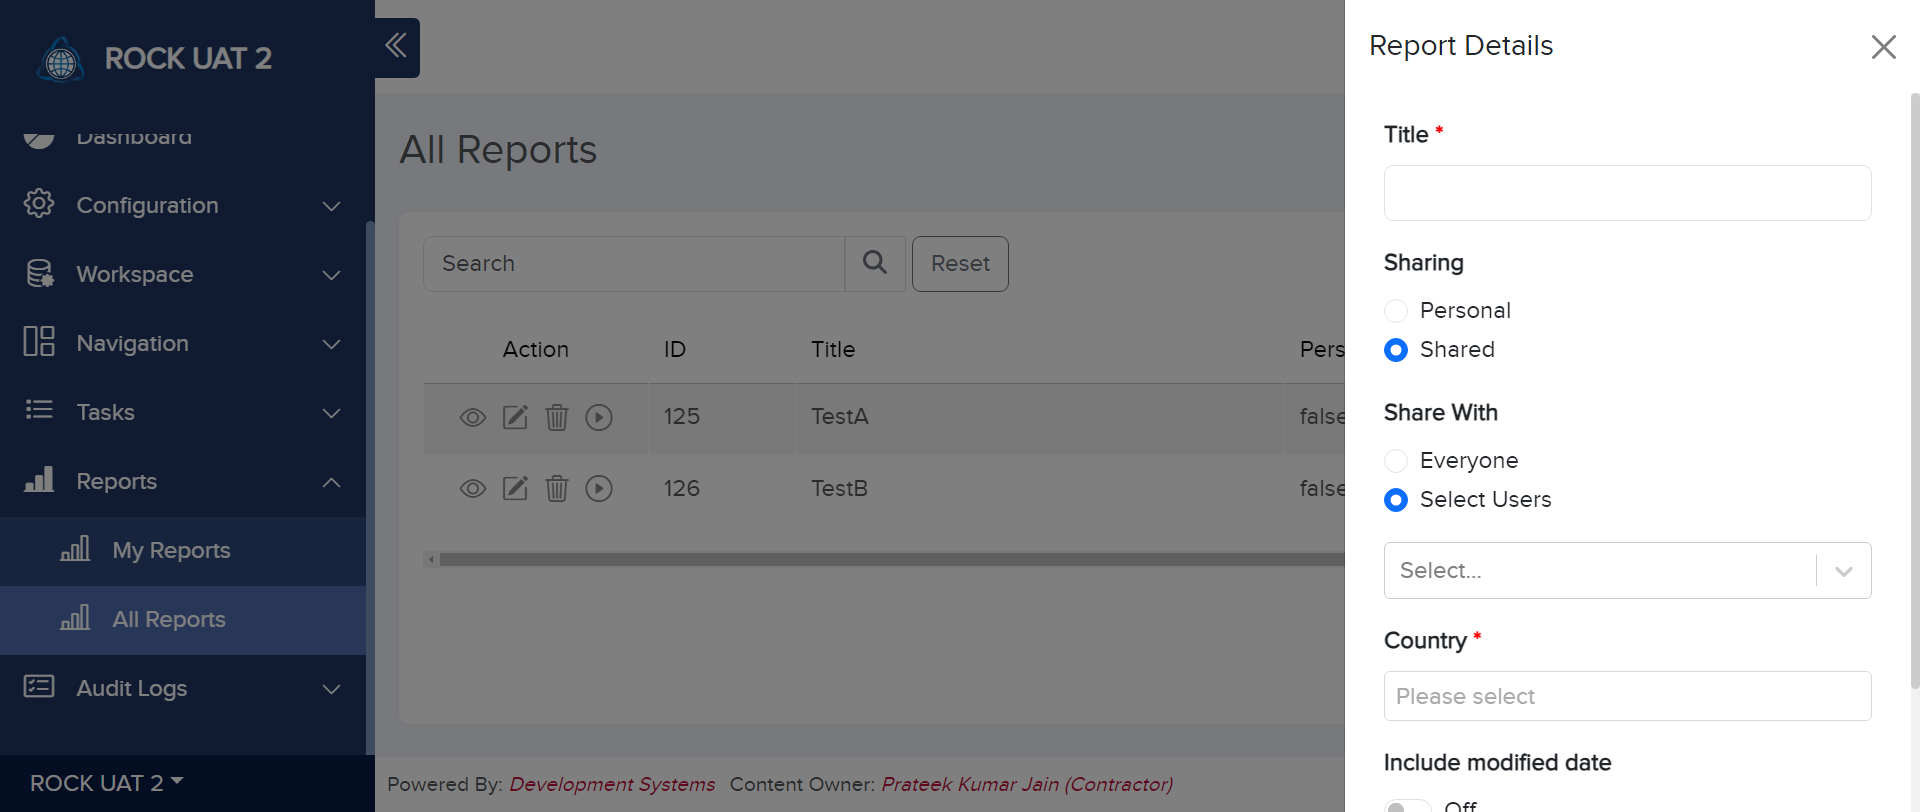 ROCK UAT 2
Dashboard
Configuration
Workspace
Navigation
Tasks
Reports
My Reports
All Reports
Audit Logs
ROCK UAT 2
All Reports
Search
Reset
Action ID Title Pers
125 TestA false
126 TestB false
Powered By: Development Systems Content Owner: Prateek Kumar Jain (Contractor)
Report Details
Title *
Sharing
Personal
Shared
Share With
Everyone
Select Users
Select...
Country *
Please select
Include modified date
Off